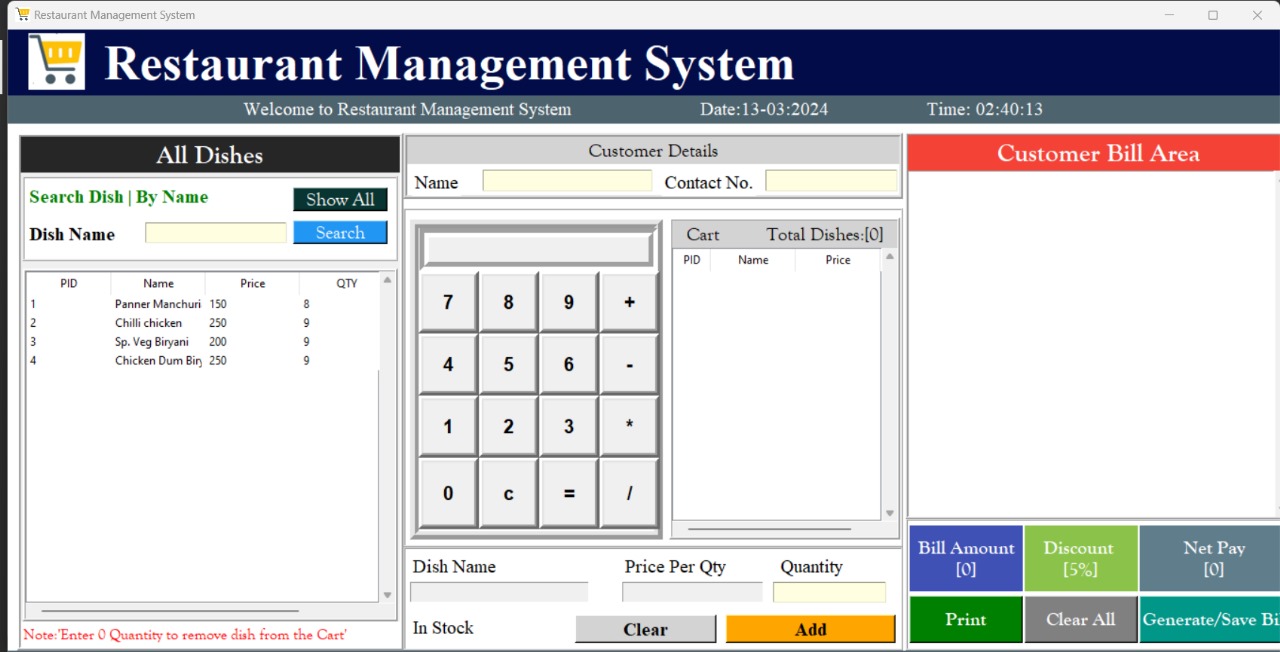 Restaurant Management System
Restaurant Management System
Welcome to Restaurant Management System Date:13-03:2024 Time: 02:40:13
All Dishes
Search Dish | By Name Show All
Dish Name Search
PID Name Price QTY
1 Panner Manchuri 150 8
2 Chilli chicken 250 9
3 Sp. Veg Biryani 200 9
4 Chicken Dum Biry 250 9
Note:'Enter 0 Quantity to remove dish from the Cart'
Customer Details
Name Contact No.
7 8 9 +
4 5 6 -
1 2 3 *
0 c = /
Cart Total Dishes:[0]
PID Name Price
Dish Name Price Per Qty Quantity
In Stock Clear Add
Customer Bill Area
Bill Amount Discount Net Pay
[0] [5%] [0]
Print Clear All Generate/Save Bi